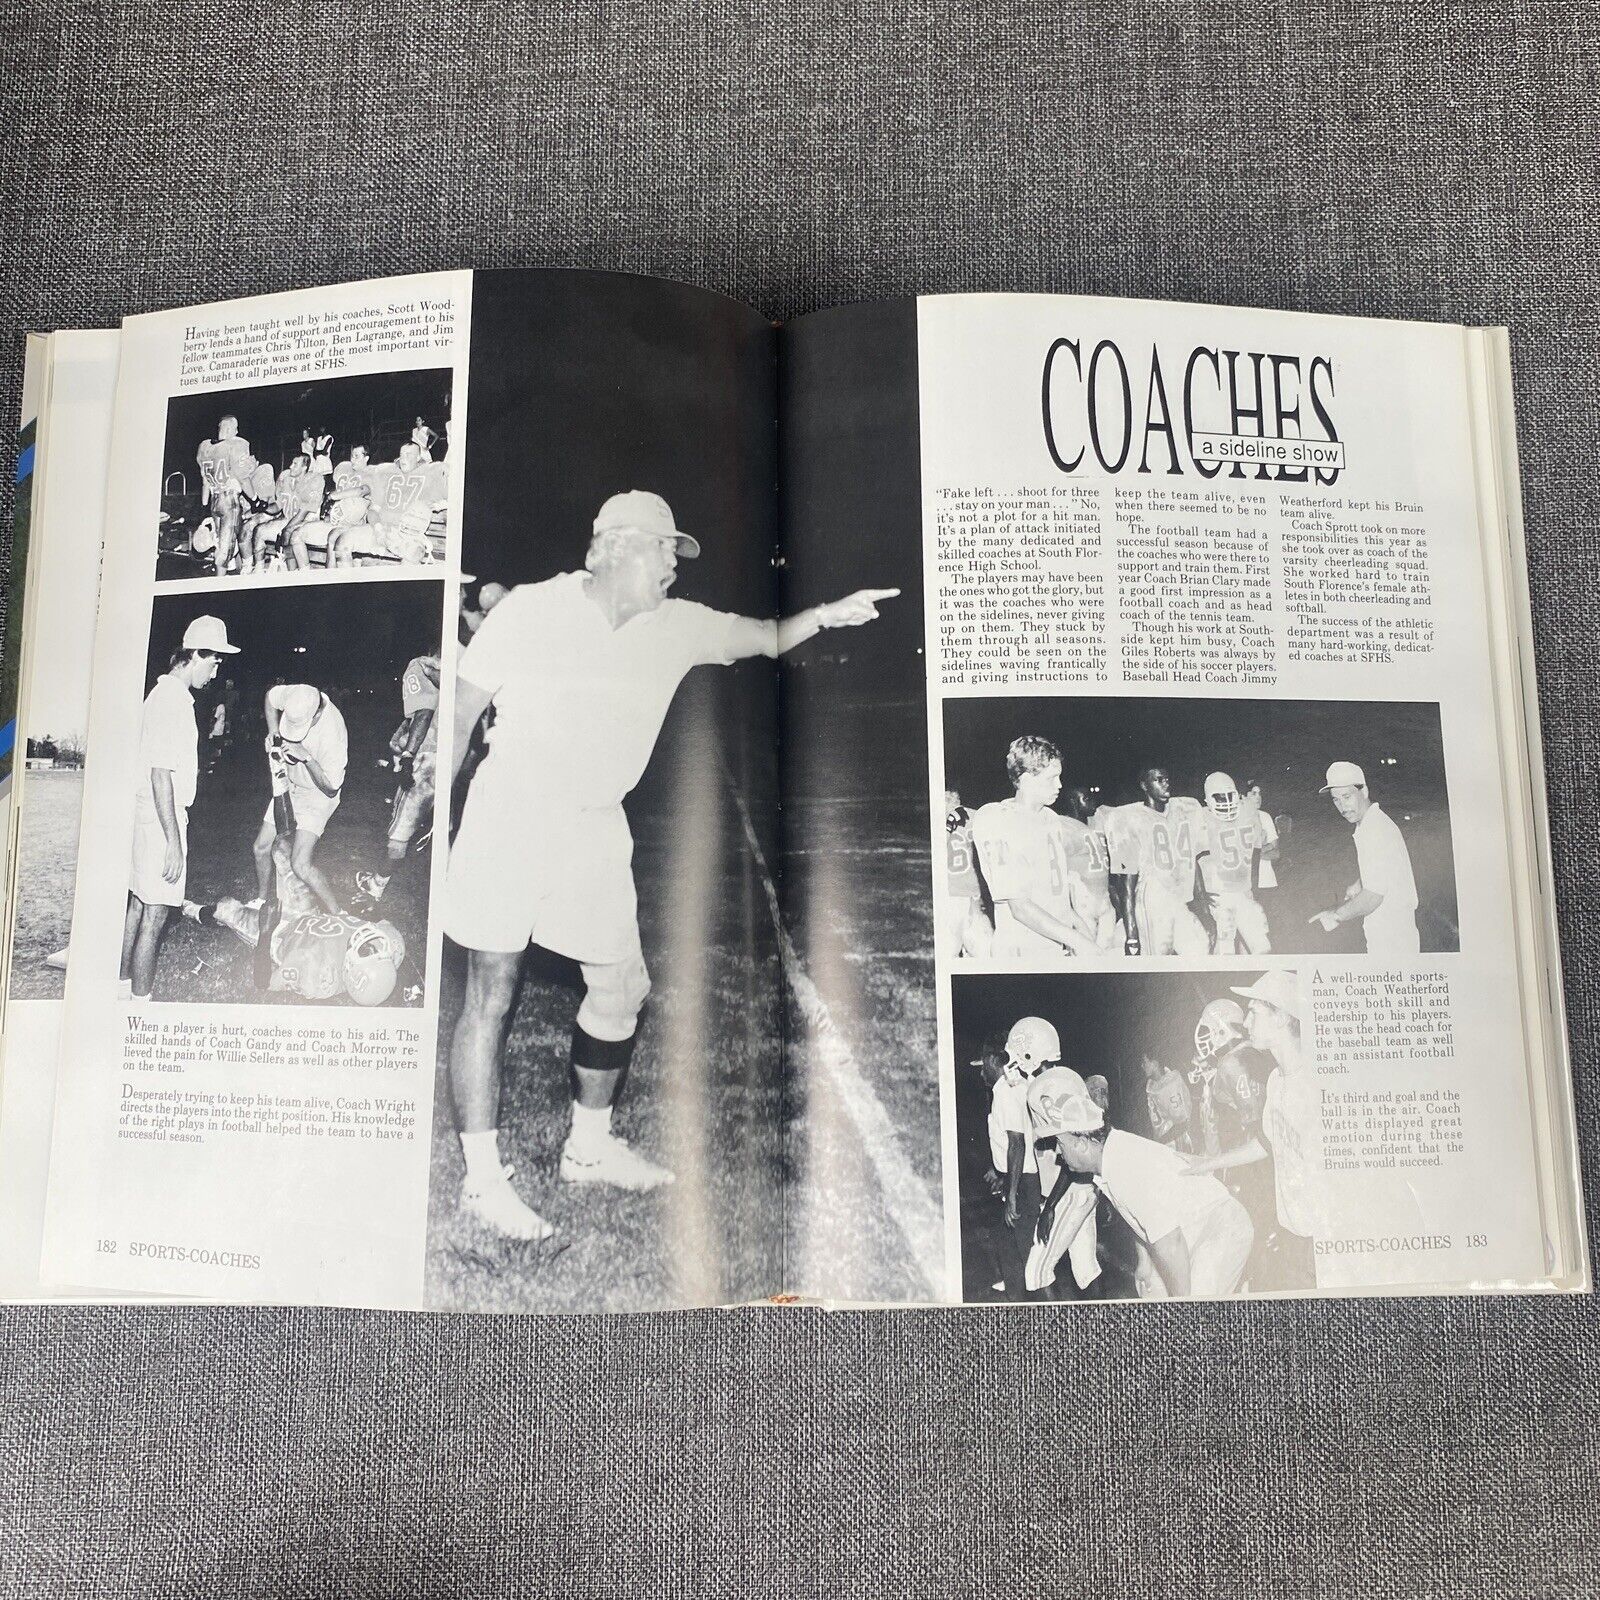 Having been taught well by his coaches, Scott Wood-
berry lends a hand of support and encouragement to his
fellow teammates Chris Tilton, Ben Lagrange, and Jim
Love. Camaraderie was one of the most important vir-
tues taught to all players at SFHS.
54
67
When a player is hurt, coaches come to his aid. The
skilled hands of Coach Gandy and Coach Morrow re-
lieved the pain for Willie Sellers as well as other players
on the team.
Desperately trying to keep his team alive, Coach Wright
directs the players into the right position. His knowledge
of the right plays in football helped the team to have a
successful season.
182 SPORTS-COACHES
COACHES
a sideline show
"Fake left . . . shoot for three
. . . stay on your man . . ." No,
it's not a plot for a hit man.
It's a plan of attack initiated
by the many dedicated and
skilled coaches at South Flor-
ence High School.
The players may have been
the ones who got the glory, but
it was the coaches who were
on the sidelines, never giving
up on them. They stuck by
them through all seasons.
They could be seen on the
sidelines waving frantically
and giving instructions to
keep the team alive, even
when there seemed to be no
hope.
The football team had a
successful season because of
the coaches who were there to
support and train them. First
year Coach Brian Clary made
a good first impression as a
football coach and as head
coach of the tennis team.
Though his work at South-
side kept him busy, Coach
Giles Roberts was always by
the side of his soccer players.
Baseball Head Coach Jimmy
Weatherford kept his Bruin
team alive.
Coach Sprott took on more
responsibilities this year as
she took over as coach of the
varsity cheerleading squad.
She worked hard to train
South Florence's female ath-
letes in both cheerleading and
softball.
The success of the athletic
department was a result of
many hard-working, dedicat-
ed coaches at SFHS.
84
55
A well-rounded sports-
man, Coach Weatherford
conveys both skill and
leadership to his players.
He was the head coach for
the baseball team as well
as an assistant football
coach.
It's third and goal and the
ball is in the air. Coach
Watts displayed great
emotion during these
times, confident that the
Bruins would succeed.
51
SPORTS-COACHES 183